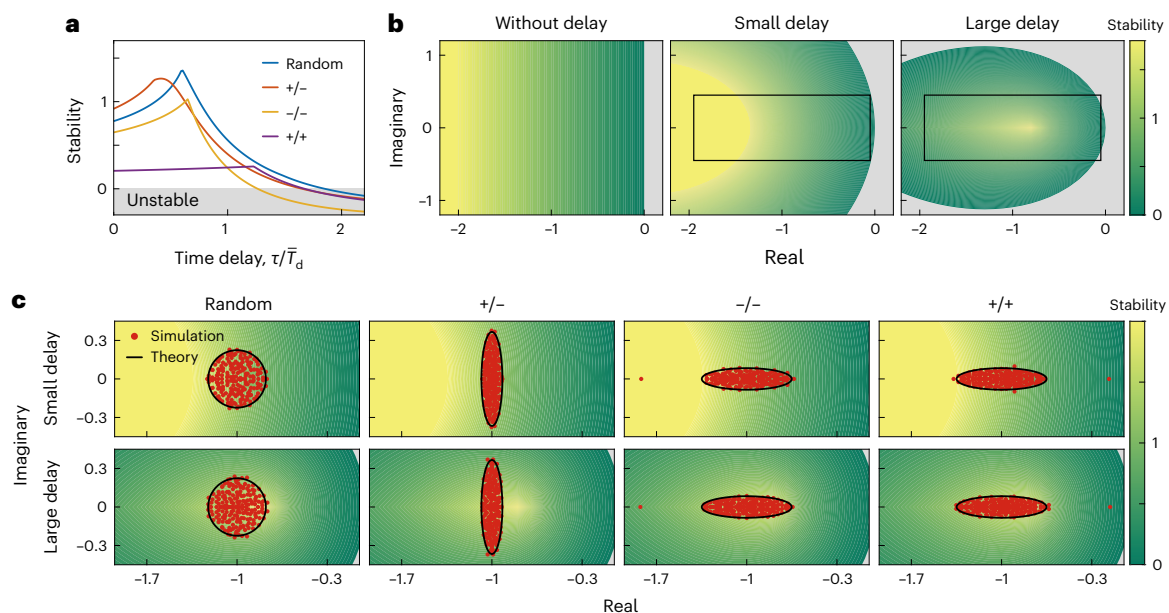 a
Stability
1
0
Random
+/−
−/−
+/+
Unstable
0
1
2
Time delay, τ/T̅d
b
Without delay
Small delay
Large delay
Stability
Imaginary
1
0
−1
−2
−1
0
−2
−1
0
−2
−1
0
Real
1
0
c
Random
+/−
−/−
+/+
Stability
Imaginary
Small delay
0.3
0
−0.3
Simulation
Theory
Large delay
0.3
0
−0.3
−1.7
−1
−0.3
−1.7
−1
−0.3
−1.7
−1
−0.3
−1.7
−1
−0.3
Real
1
0